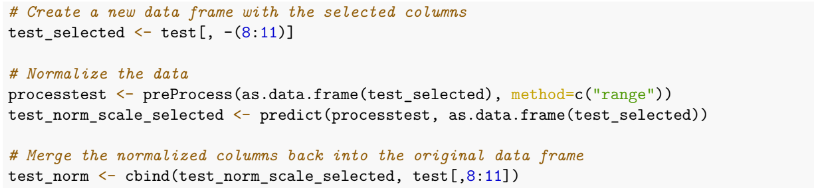 # Create a new data frame with the selected columns
test_selected <- test[, -(8:11)]
# Normalize the data
processtest <- preProcess(as.data.frame(test_selected), method=c("range"))
test_norm_scale_selected <- predict(processtest, as.data.frame(test_selected))
# Merge the normalized columns back into the original data frame
test_norm <- cbind(test_norm_scale_selected, test[,8:11])